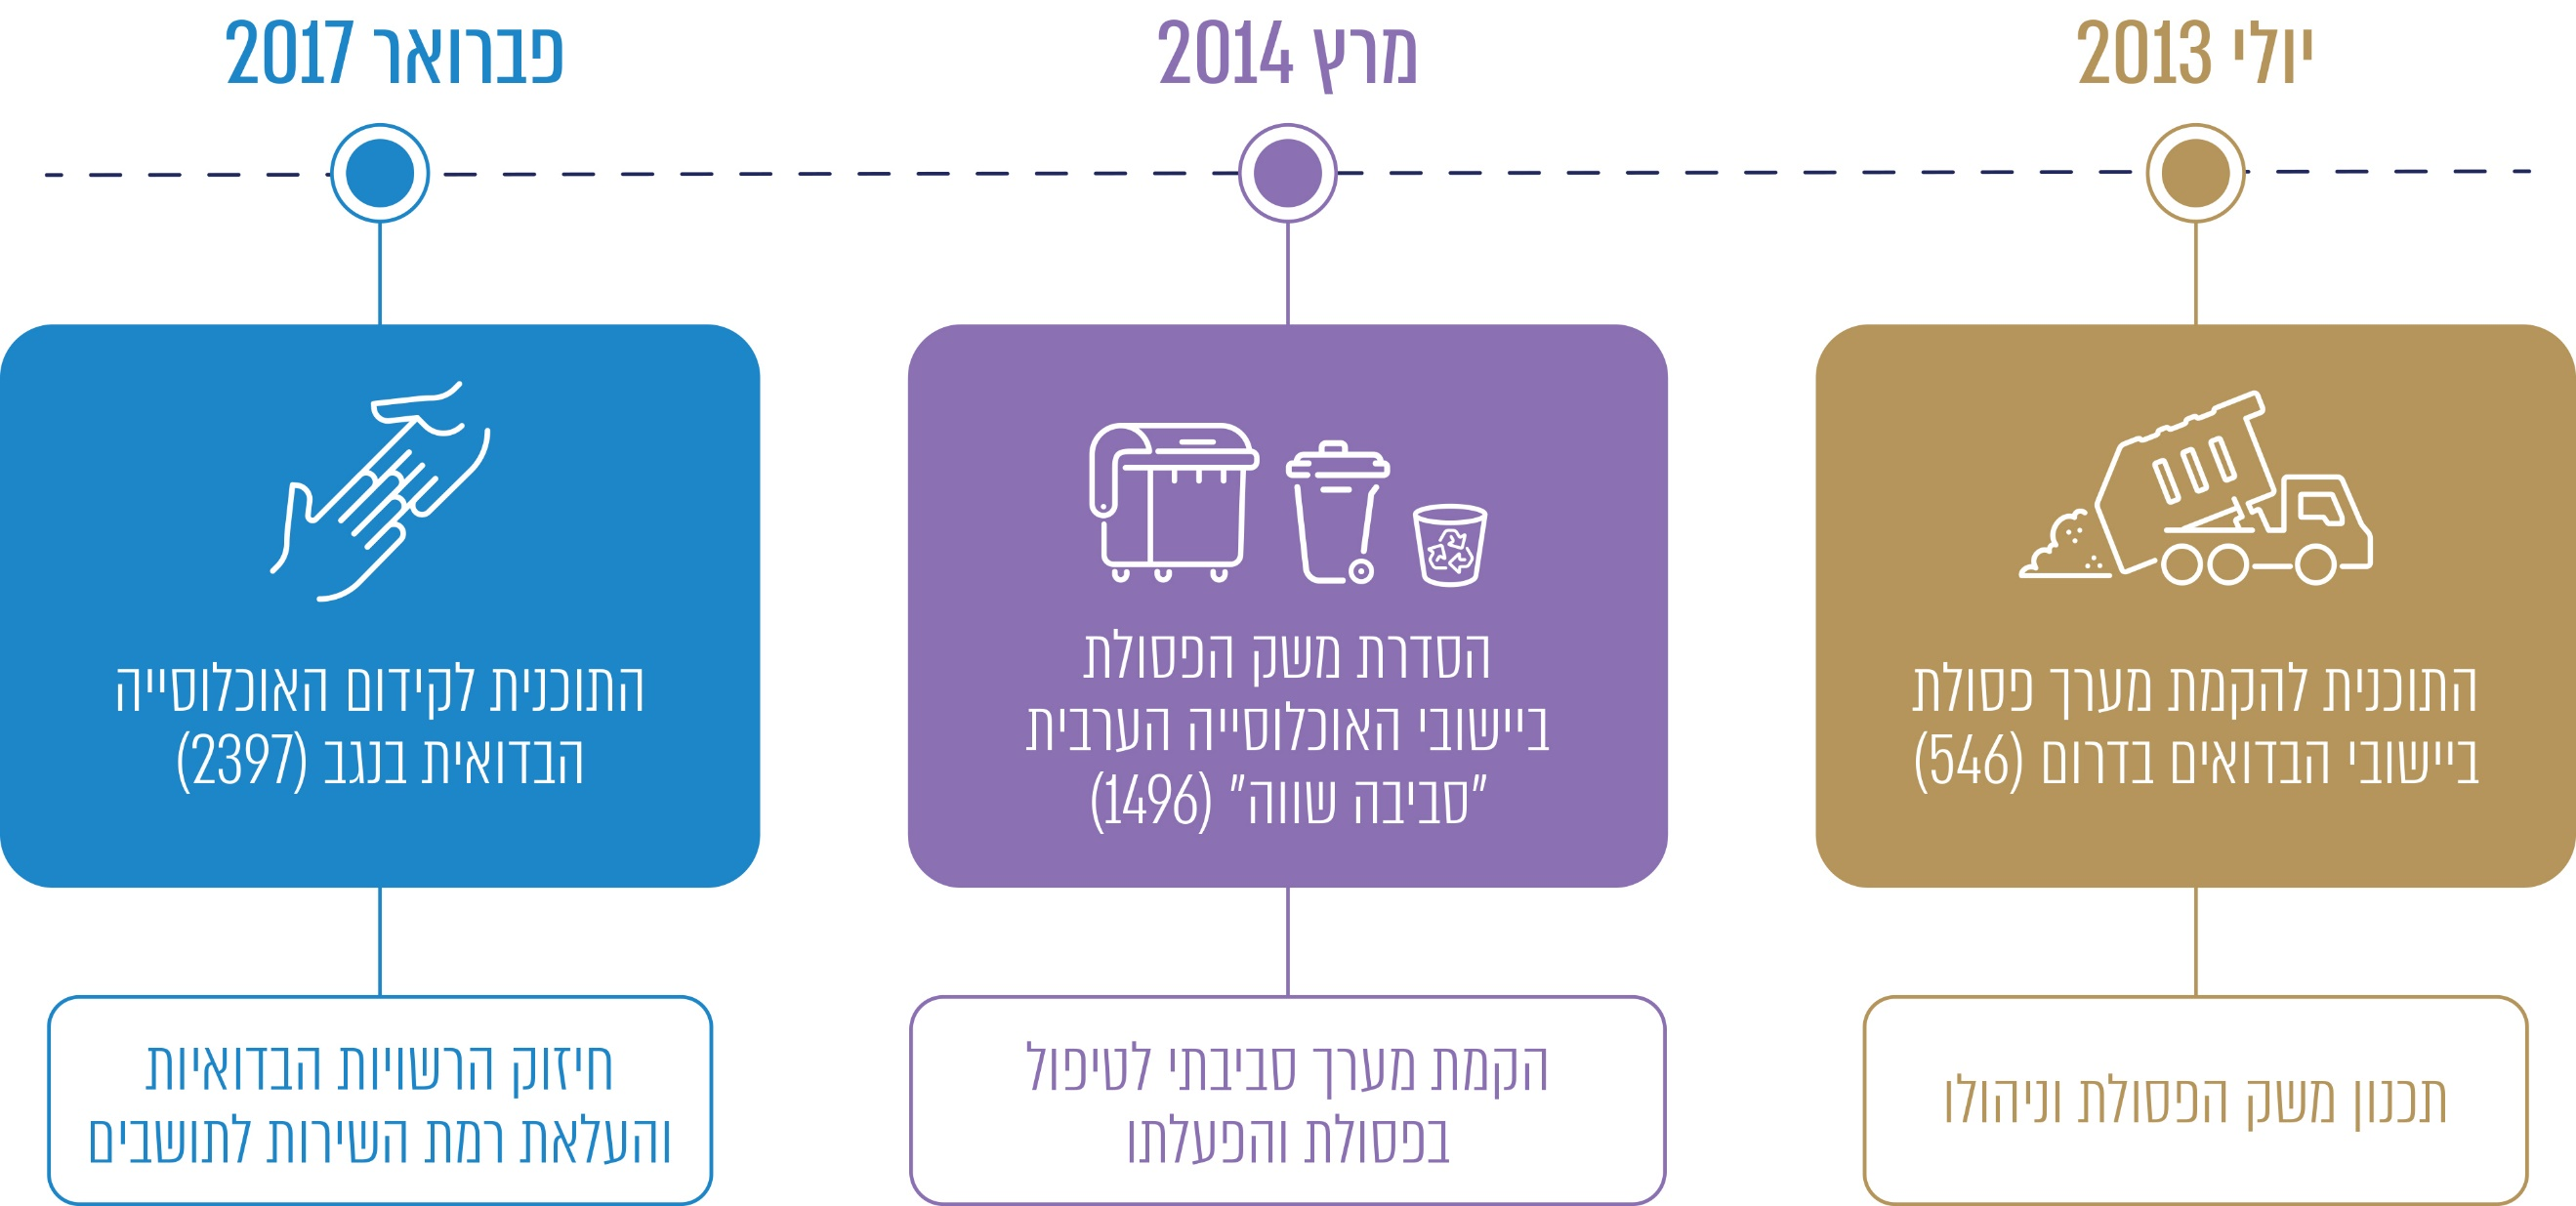 יולי 2013
התוכנית להקמת מערך פסולת
ביישובי הבדואים בדרום (546)
תכנון משק הפסולת וניהולו
מרץ 2014
הסדרת משק הפסולת
ביישובי האוכלוסייה הערבית
"סביבה שווה" (1496)
הקמת מערך סביבתי לטיפול
בפסולת והפעלתו
פברואר 2017
התוכנית לקידום האוכלוסייה
הבדואית בנגב (2397)
חיזוק הרשויות הבדואיות
והעלאת רמת השירות לתושבים